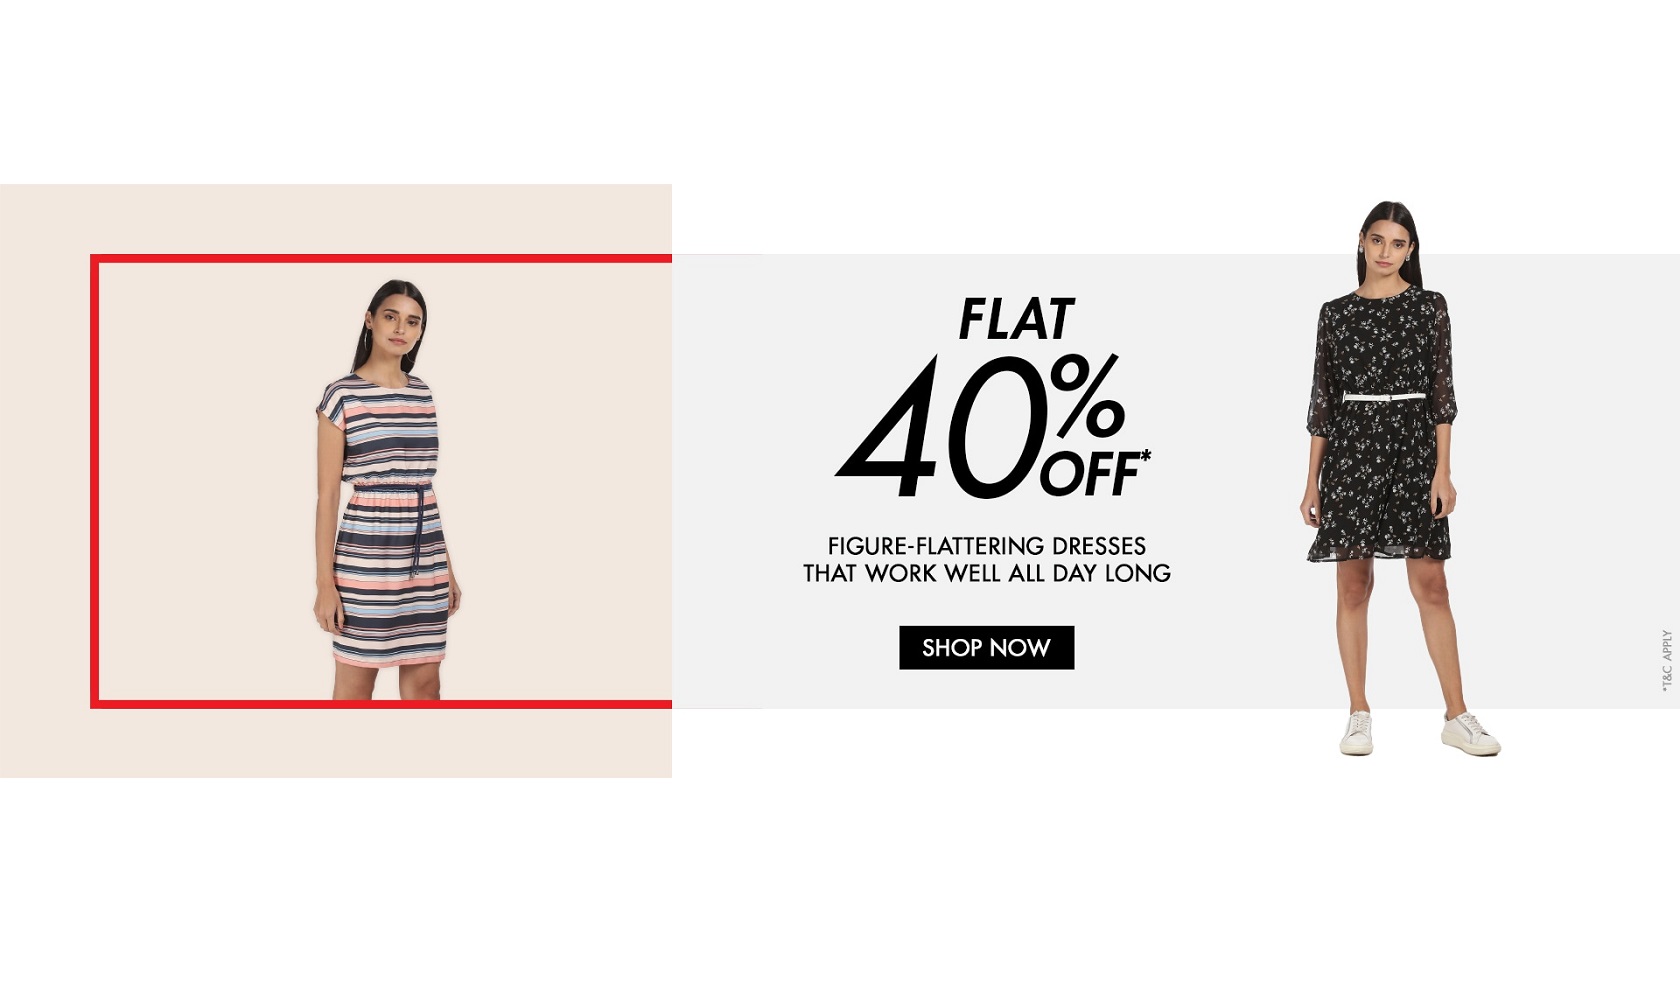 FLAT
40%
OFF*
FIGURE-FLATTERING DRESSES
THAT WORK WELL ALL DAY LONG
SHOP NOW
*T&C APPLY